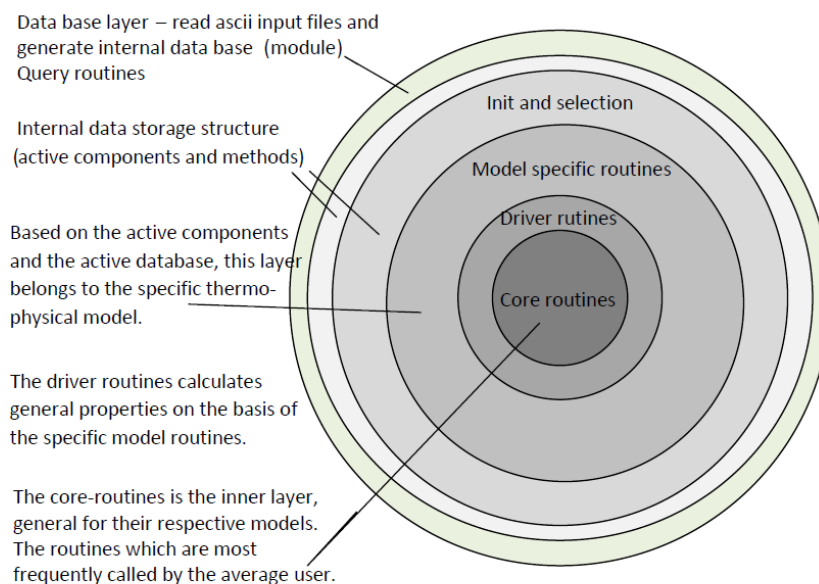 Data base layer – read ascii input files and
generate internal data base  (module)
Query routines
Init and selection
Internal data storage structure
(active components and methods)
Model specific routines
Driver rutines
Based on the active components
and the active database, this layer
belongs to the specific thermo-
physical model.
Core routines
The driver routines calculates
general properties on the basis of
the specific model routines.
The core-routines is the inner layer,
general for their respective models.
The routines which are most
frequently called by the average user.